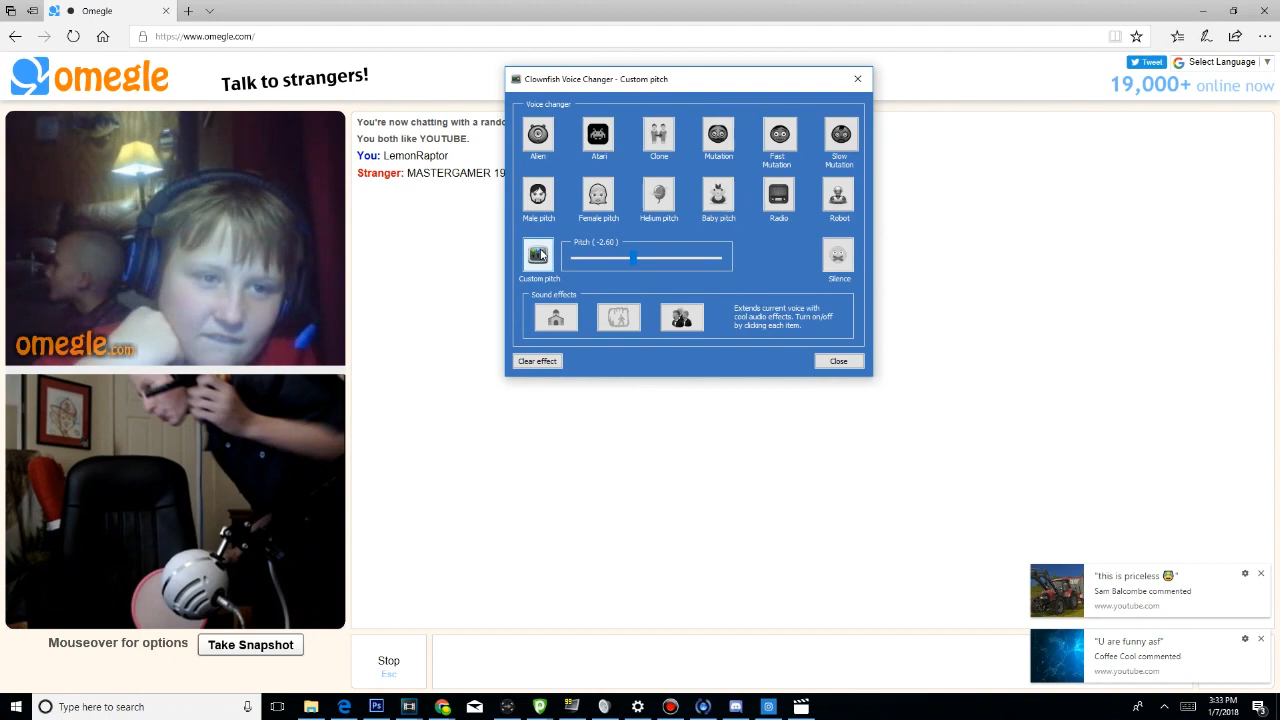 Omegle
https://www.omegle.com/
omegle
Talk to strangers!
Tweet
Select Language
19,000+ online now
You're now chatting with a rando
You both like YOUTUBE.
You: LemonRaptor
Stranger: MASTERGAMER 19
Clownfish Voice Changer - Custom pitch
Voice changer
Alien
Atari
Clone
Mutation
Fast Mutation
Slow Mutation
Male pitch
Female pitch
Helium pitch
Baby pitch
Radio
Robot
Pitch ( -2.60 )
Custom pitch
Silence
Sound effects
Extends current voice with
cool audio effects. Turn on/off
by clicking each item.
Clear effect
Close
omegle.com
Mouseover for options
Take Snapshot
Stop
Esc
"this is priceless 😇"
Sam Balcombe commented
www.youtube.com
"U are funny asf"
Coffee Cool commented
www.youtube.com
Type here to search
3:33 PM
1/7/2018